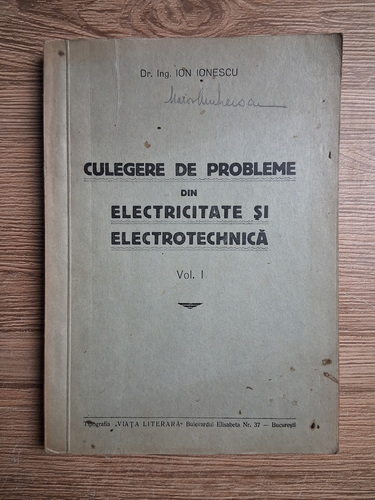 Dr. Ing. ION IONESCU
CULEGERE DE PROBLEME
DIN
ELECTRICITATE ȘI
ELECTROTECHNICĂ
Vol. I
Tipografia „VIAȚA LITERARĂ“ Bulevardul Elisabeta Nr. 37 — București